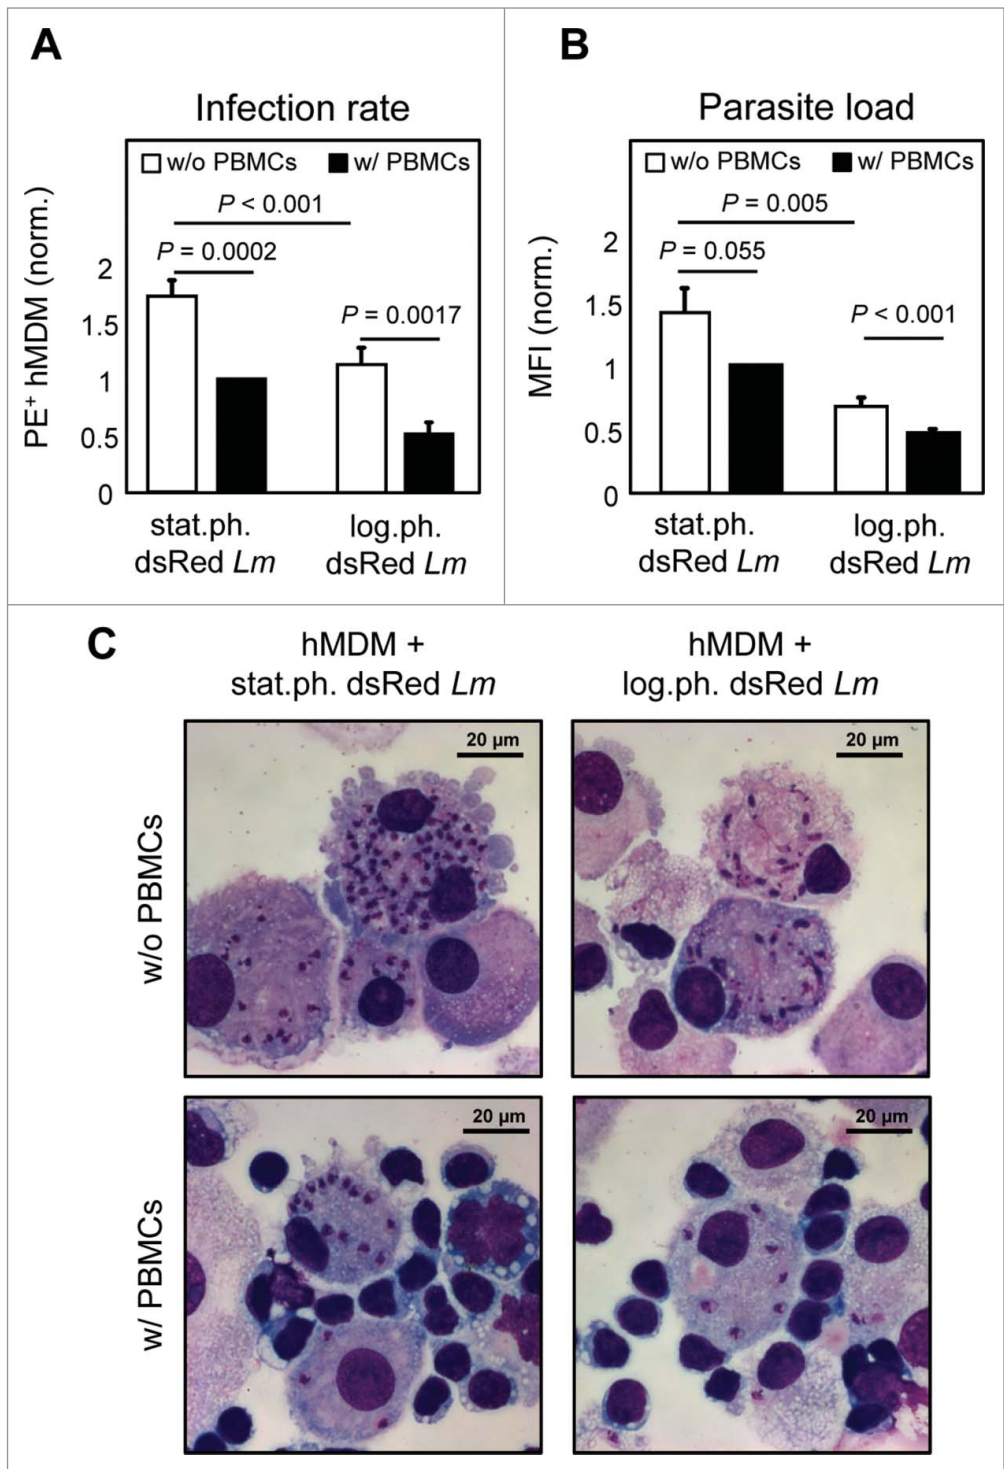 A
Infection rate
w/o PBMCs w/ PBMCs
P < 0.001
P = 0.0002
P = 0.0017
PE⁺ hMDM (norm.)
2
1.5
1
0.5
0
stat.ph.
dsRed Lm
log.ph.
dsRed Lm
B
Parasite load
w/o PBMCs w/ PBMCs
P = 0.005
P = 0.055
P < 0.001
MFI (norm.)
2
1.5
1
0.5
0
stat.ph.
dsRed Lm
log.ph.
dsRed Lm
C
hMDM +
stat.ph. dsRed Lm
hMDM +
log.ph. dsRed Lm
w/o PBMCs
20 µm
20 µm
w/ PBMCs
20 µm
20 µm